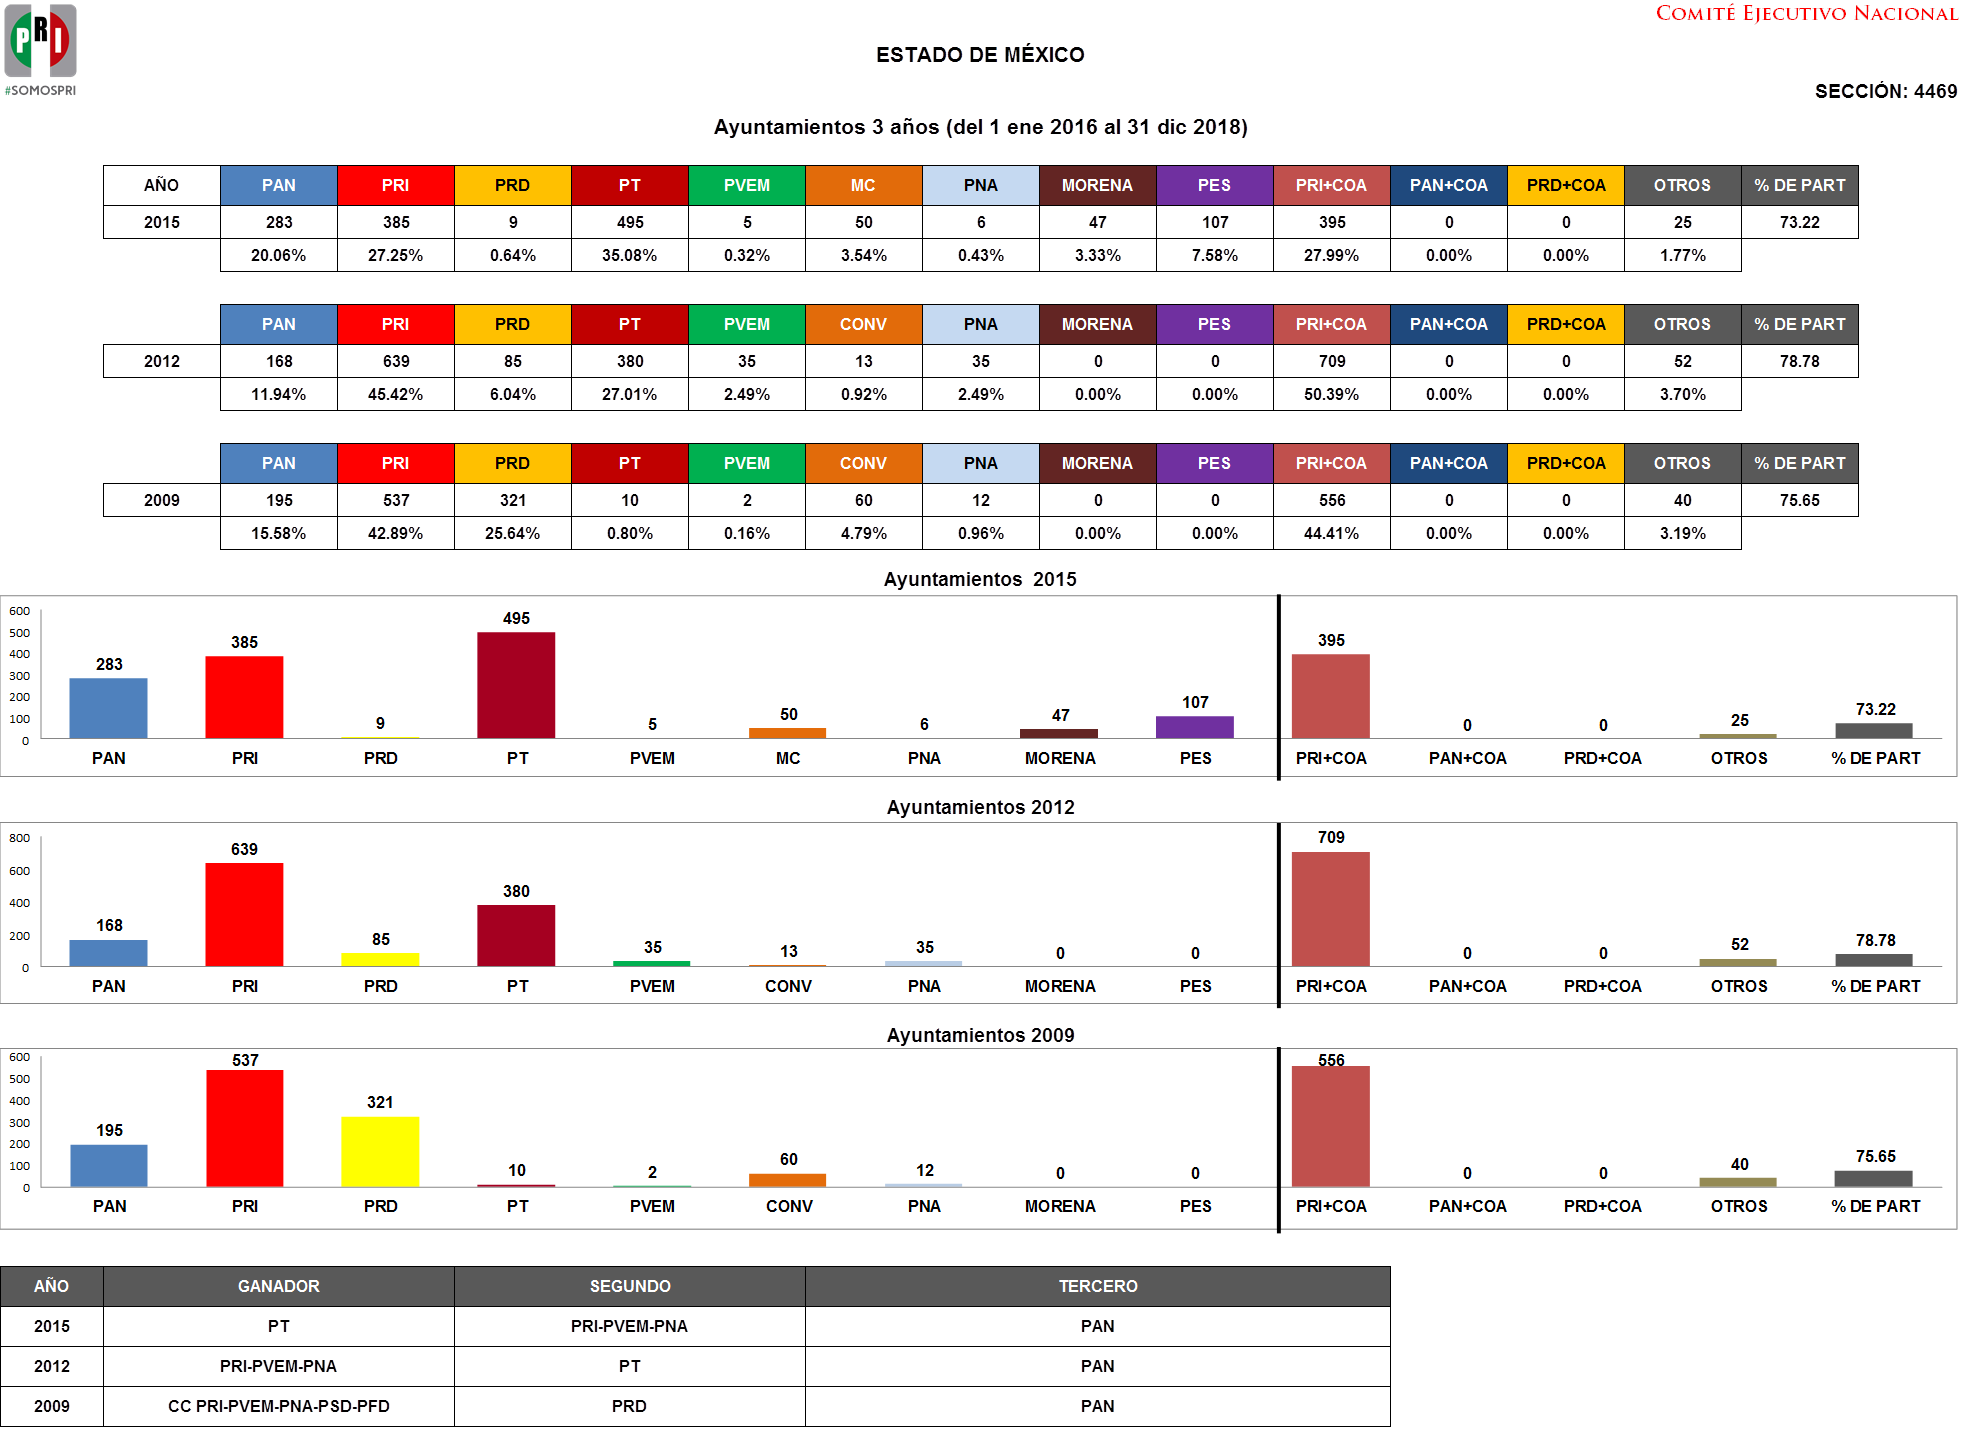 PRI
#SOMOSPRI
COMITÉ EJECUTIVO NACIONAL
ESTADO DE MÉXICO
SECCIÓN: 4469
Ayuntamientos 3 años (del 1 ene 2016 al 31 dic 2018)
AÑO PAN PRI PRD PT PVEM MC PNA MORENA PES PRI+COA PAN+COA PRD+COA OTROS % DE PART
2015 283 385 9 495 5 50 6 47 107 395 0 0 25 73.22
20.06% 27.25% 0.64% 35.08% 0.32% 3.54% 0.43% 3.33% 7.58% 27.99% 0.00% 0.00% 1.77%
PAN PRI PRD PT PVEM CONV PNA MORENA PES PRI+COA PAN+COA PRD+COA OTROS % DE PART
2012 168 639 85 380 35 13 35 0 0 709 0 0 52 78.78
11.94% 45.42% 6.04% 27.01% 2.49% 0.92% 2.49% 0.00% 0.00% 50.39% 0.00% 0.00% 3.70%
PAN PRI PRD PT PVEM CONV PNA MORENA PES PRI+COA PAN+COA PRD+COA OTROS % DE PART
2009 195 537 321 10 2 60 12 0 0 556 0 0 40 75.65
15.58% 42.89% 25.64% 0.80% 0.16% 4.79% 0.96% 0.00% 0.00% 44.41% 0.00% 0.00% 3.19%
Ayuntamientos 2015
600
500
400
300
200
100
0
283 385 9 495 5 50 6 47 107 395 0 0 25 73.22
PAN PRI PRD PT PVEM MC PNA MORENA PES PRI+COA PAN+COA PRD+COA OTROS % DE PART
Ayuntamientos 2012
800
600
400
200
0
168 639 85 380 35 13 35 0 0 709 0 0 52 78.78
PAN PRI PRD PT PVEM CONV PNA MORENA PES PRI+COA PAN+COA PRD+COA OTROS % DE PART
Ayuntamientos 2009
600
500
400
300
200
100
0
195 537 321 10 2 60 12 0 0 556 0 0 40 75.65
PAN PRI PRD PT PVEM CONV PNA MORENA PES PRI+COA PAN+COA PRD+COA OTROS % DE PART
AÑO GANADOR SEGUNDO TERCERO
2015 PT PRI-PVEM-PNA PAN
2012 PRI-PVEM-PNA PT PAN
2009 CC PRI-PVEM-PNA-PSD-PFD PRD PAN